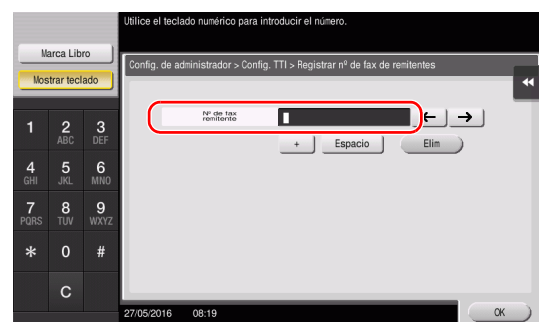 Utilice el teclado numérico para introducir el número.
Marca Libro
Mostrar teclado
Config. de administrador > Config. TTI > Registrar nº de fax de remitentes
Nº de fax
remitente
← →
+ Espacio Elim
1 2 3
ABC DEF
4 5 6
GHI JKL MNO
7 8 9
PQRS TUV WXYZ
* 0 #
C
27/05/2016 08:19
OK